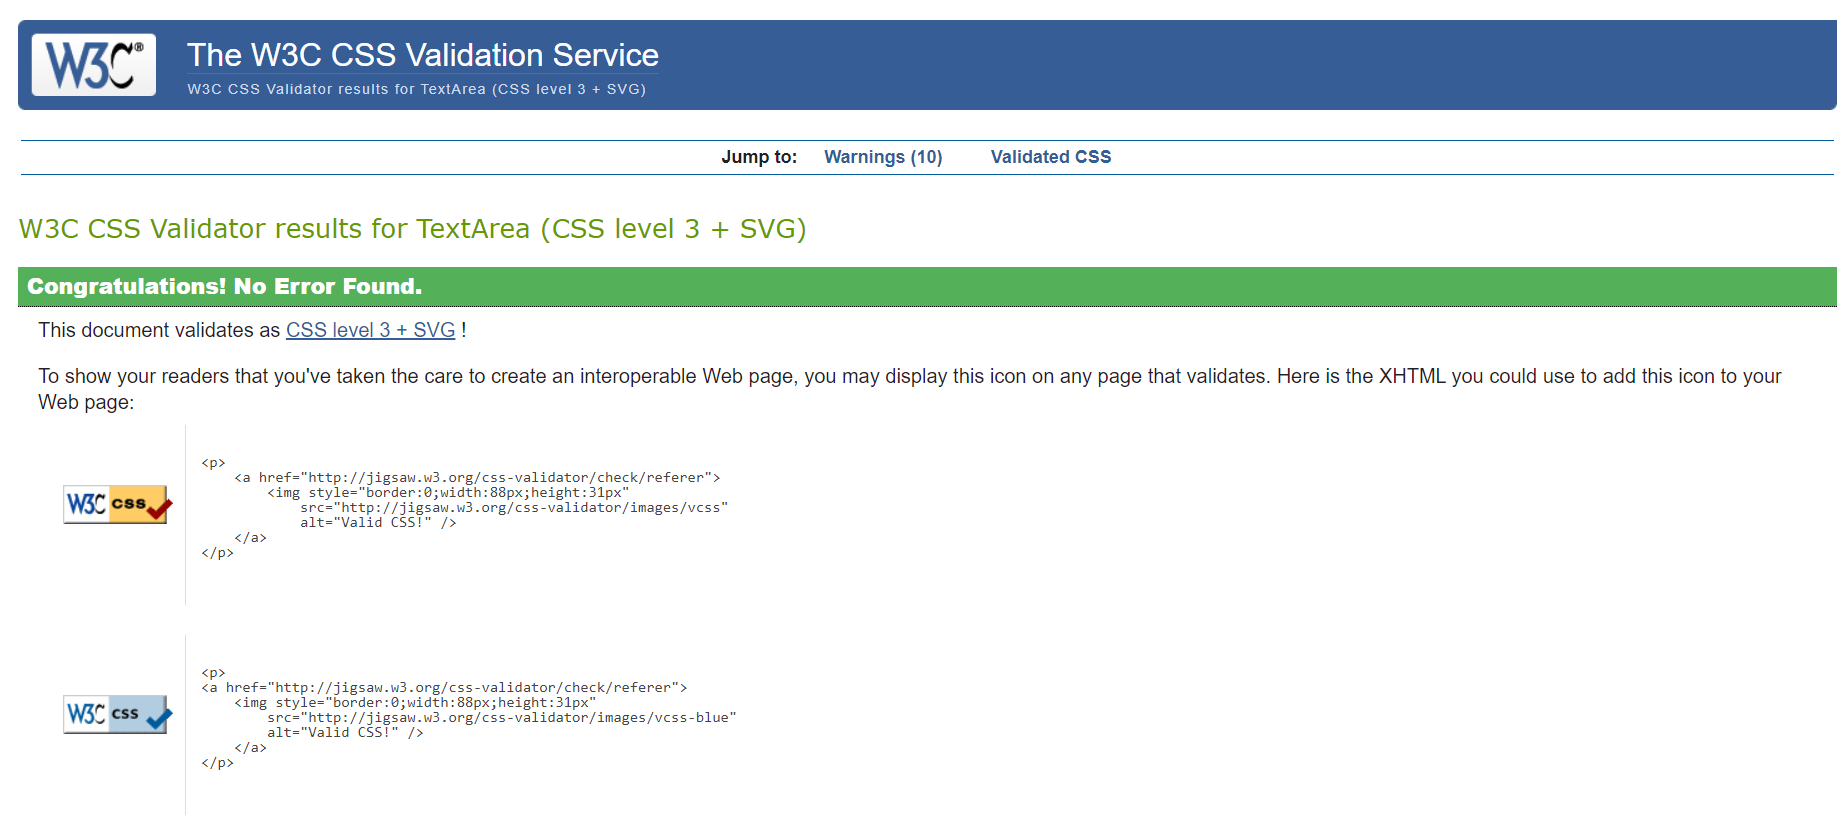 W3C®
The W3C CSS Validation Service
W3C CSS Validator results for TextArea (CSS level 3 + SVG)
Jump to: Warnings (10) Validated CSS
W3C CSS Validator results for TextArea (CSS level 3 + SVG)
Congratulations! No Error Found.
This document validates as CSS level 3 + SVG !
To show your readers that you've taken the care to create an interoperable Web page, you may display this icon on any page that validates. Here is the XHTML you could use to add this icon to your
Web page:
W3C css
<p>
    <a href="http://jigsaw.w3.org/css-validator/check/referer">
        <img style="border:0;width:88px;height:31px"
            src="http://jigsaw.w3.org/css-validator/images/vcss"
            alt="Valid CSS!" />
    </a>
</p>
W3C css
<p>
<a href="http://jigsaw.w3.org/css-validator/check/referer">
    <img style="border:0;width:88px;height:31px"
        src="http://jigsaw.w3.org/css-validator/images/vcss-blue"
        alt="Valid CSS!" />
    </a>
</p>